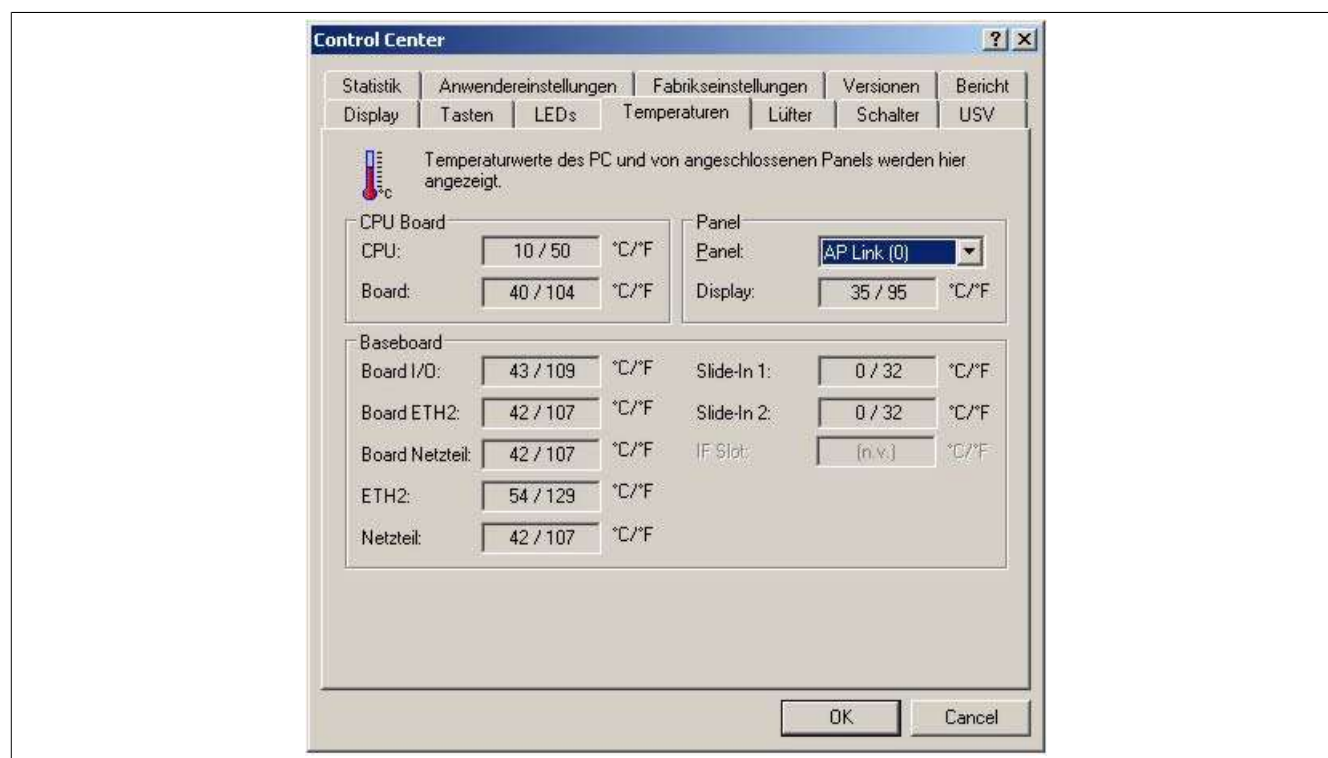 Control Center
Statistik Anwendereinstellungen Fabrikseinstellungen Versionen Bericht
Display Tasten LEDs Temperaturen Lüfter Schalter USV
Temperaturwerte des PC und von angeschlossenen Panels werden hier
angezeigt.
°C
CPU Board
CPU: 10 / 50 °C/°F
Board: 40 / 104 °C/°F
Panel
Panel: AP Link (0)
Display: 35 / 95 °C/°F
Baseboard
Board I/O: 43 / 109 °C/°F
Board ETH2: 42 / 107 °C/°F
Board Netzteil: 42 / 107 °C/°F
ETH2: 54 / 129 °C/°F
Netzteil: 42 / 107 °C/°F
Slide-In 1: 0 / 32 °C/°F
Slide-In 2: 0 / 32 °C/°F
IF Slot: (n.v.) °C/°F
OK Cancel